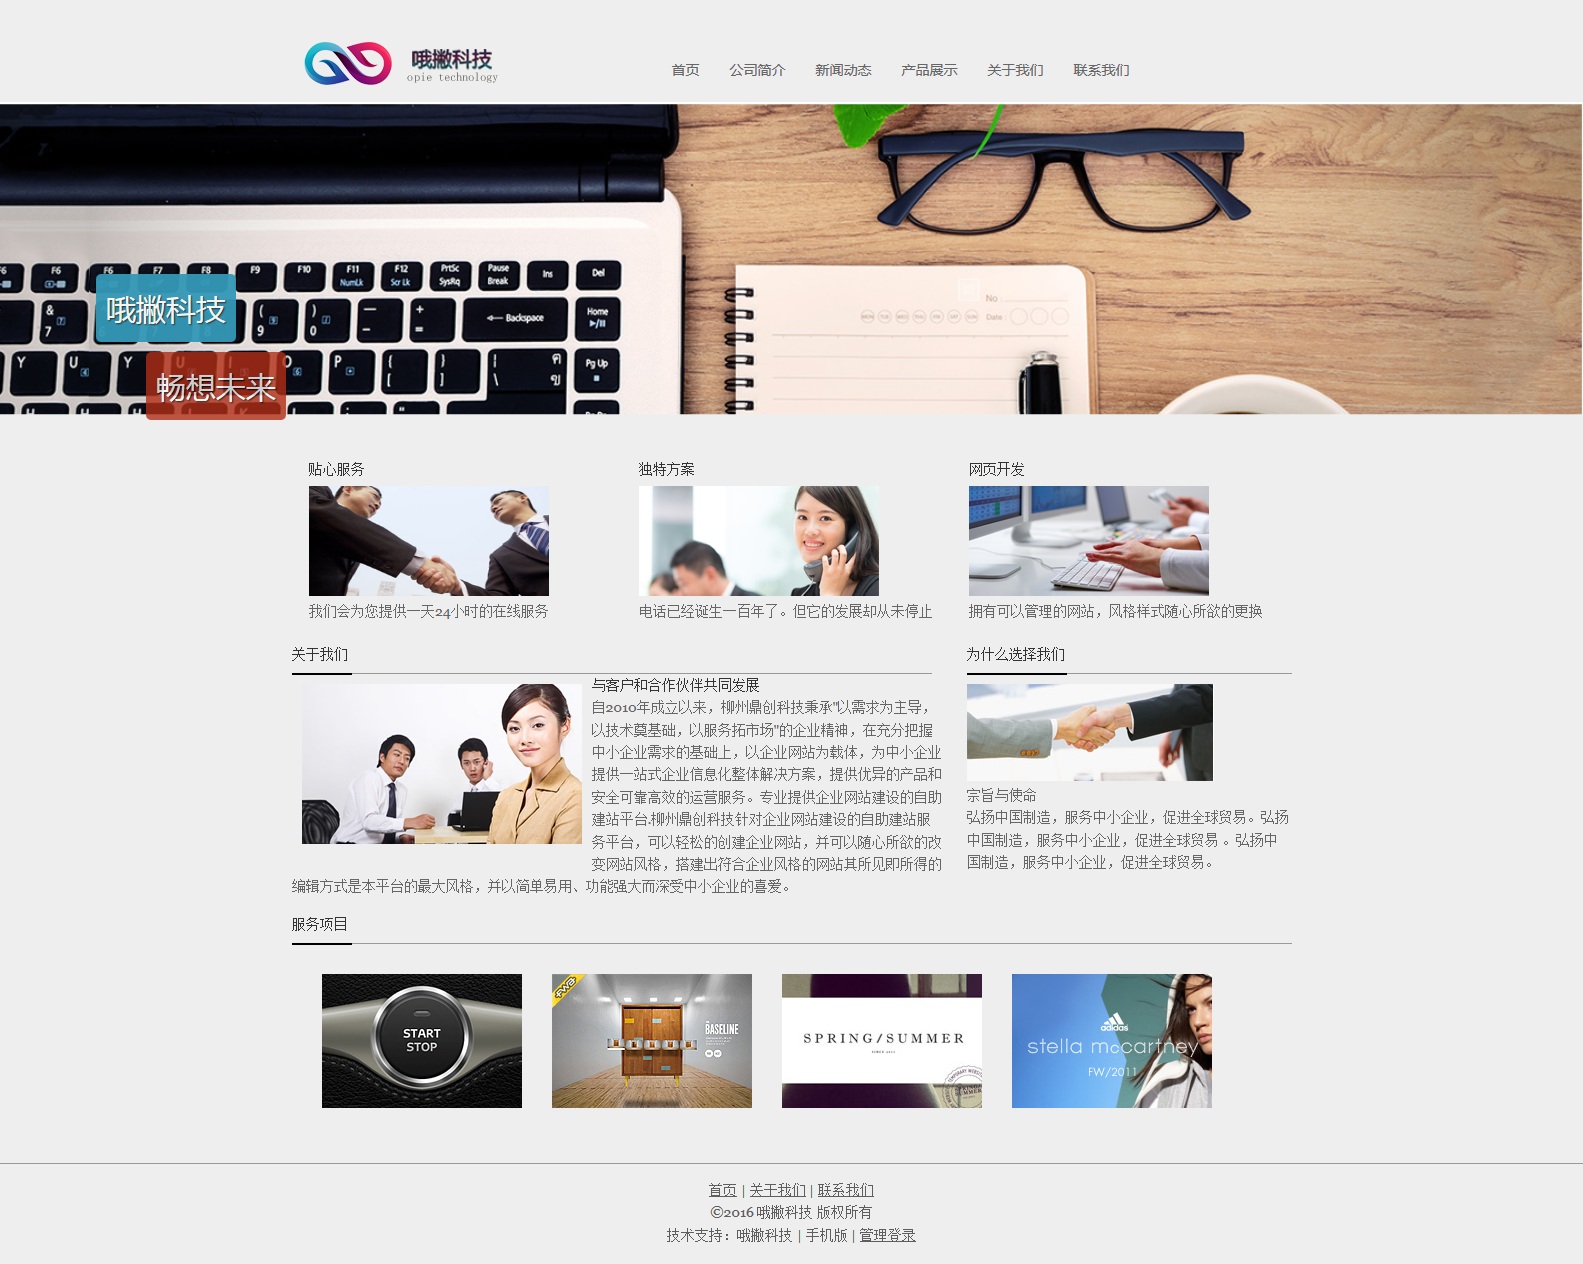 哦撇科技
opie technology
首页 公司简介 新闻动态 产品展示 关于我们 联系我们
哦撇科技
畅想未来
贴心服务 独特方案 网页开发
我们会为您提供一天24小时的在线服务
电话已经诞生一百年了。但它的发展却从未停止
拥有可以管理的网站，风格样式随心所欲的更换
关于我们
与客户和合作伙伴共同发展
自2010年成立以来，柳州鼎创科技秉承"以需求为主导，
以技术奠基础，以服务拓市场"的企业精神，在充分把握
中小企业需求的基础上，以企业网站为载体，为中小企业
提供一站式企业信息化整体解决方案，提供优异的产品和
安全可靠高效的运营服务。专业提供企业网站建设的自助
建站平台.柳州鼎创科技针对企业网站建设的自助建站服
务平台，可以轻松的创建企业网站，并可以随心所欲的改
变网站风格，搭建出符合企业风格的网站其所见即所得的
编辑方式是本平台的最大风格，并以简单易用、功能强大而深受中小企业的喜爱。
为什么选择我们
宗旨与使命
弘扬中国制造，服务中小企业，促进全球贸易。弘扬
中国制造，服务中小企业，促进全球贸易 。弘扬中
国制造，服务中小企业，促进全球贸易。
服务项目
START
STOP
fwa
BASELINE
SPRING/SUMMER
adidas
stella mccartney
FW/2011
首页 | 关于我们 | 联系我们
©2016 哦撇科技 版权所有
技术支持：哦撇科技 | 手机版 | 管理登录